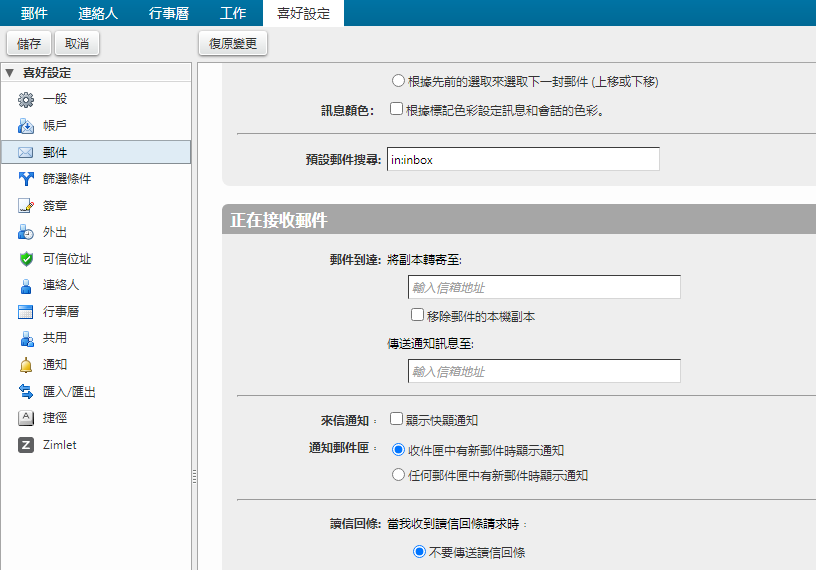 郵件 連絡人 行事曆 工作 喜好設定
儲存 取消 復原變更
喜好設定
一般
帳戶
郵件
篩選條件
簽章
外出
可信位址
連絡人
行事曆
共用
通知
匯入/匯出
捷徑
Zimlet
根據先前的選取來選取下一封郵件 (上移或下移)
訊息顏色: 根據標記色彩設定訊息和會話的色彩。
預設郵件搜尋: in:inbox
正在接收郵件
郵件到達: 將副本轉寄至:
輸入信箱地址
移除郵件的本機副本
傳送通知訊息至:
輸入信箱地址
來信通知： 顯示快顯通知
通知郵件匣： 收件匣中有新郵件時顯示通知
任何郵件匣中有新郵件時顯示通知
讀信回條: 當我收到讀信回條請求時：
不要傳送讀信回條